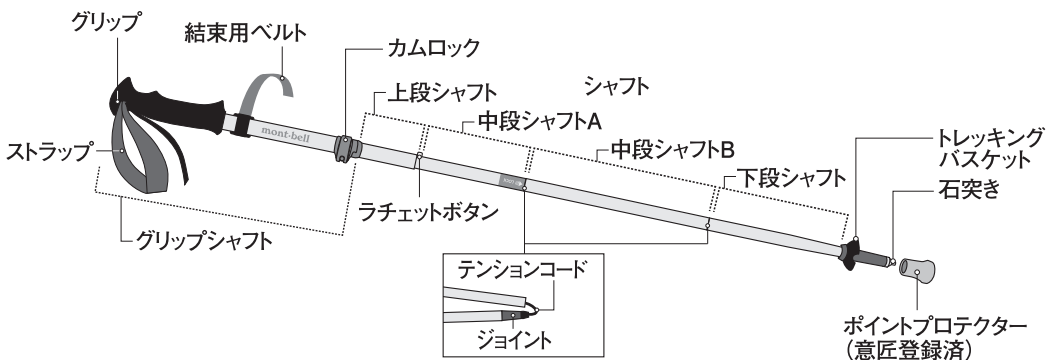 グリップ
結束用ベルト
カムロック
シャフト
上段シャフト
中段シャフトA
中段シャフトB
下段シャフト
トレッキング
バスケット
石突き
mont-bell
ストラップ
ラチェットボタン
グリップシャフト
テンションコード
ジョイント
ポイントプロテクター
(意匠登録済)